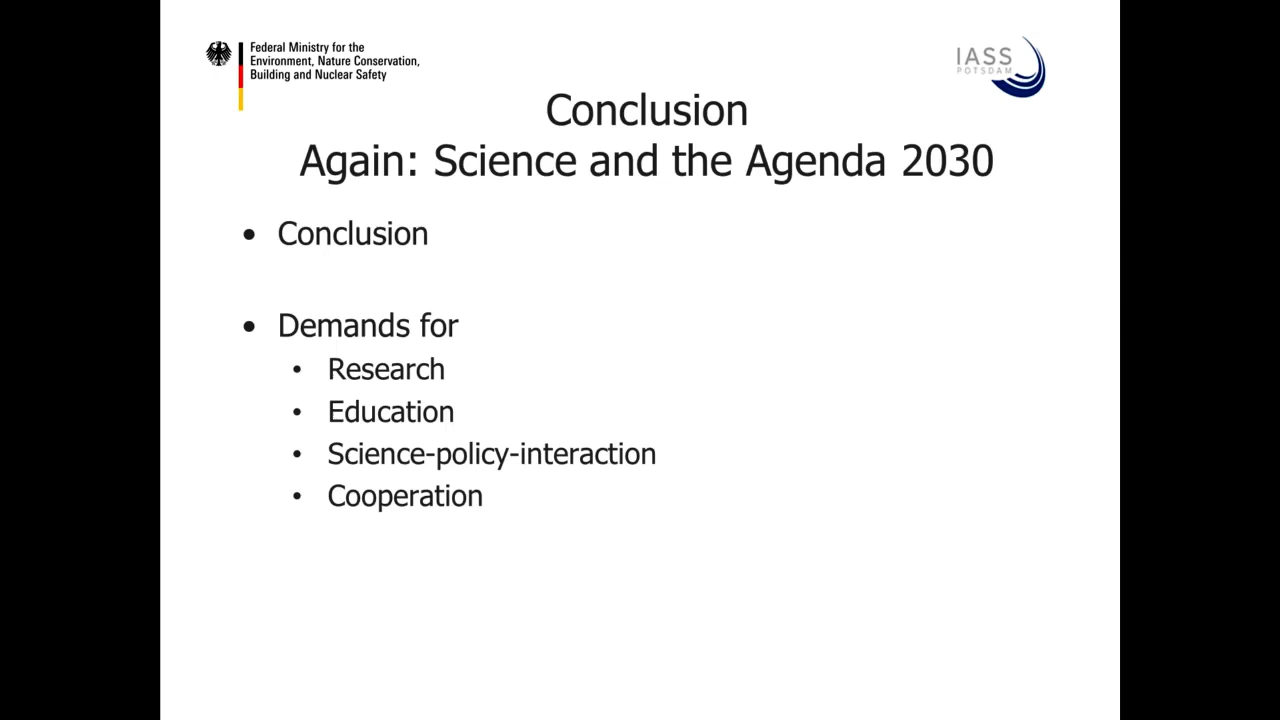 Federal Ministry for the
Environment, Nature Conservation,
Building and Nuclear Safety
IASS
POTSDAM
Conclusion
Again: Science and the Agenda 2030
• Conclusion
• Demands for
• Research
• Education
• Science-policy-interaction
• Cooperation